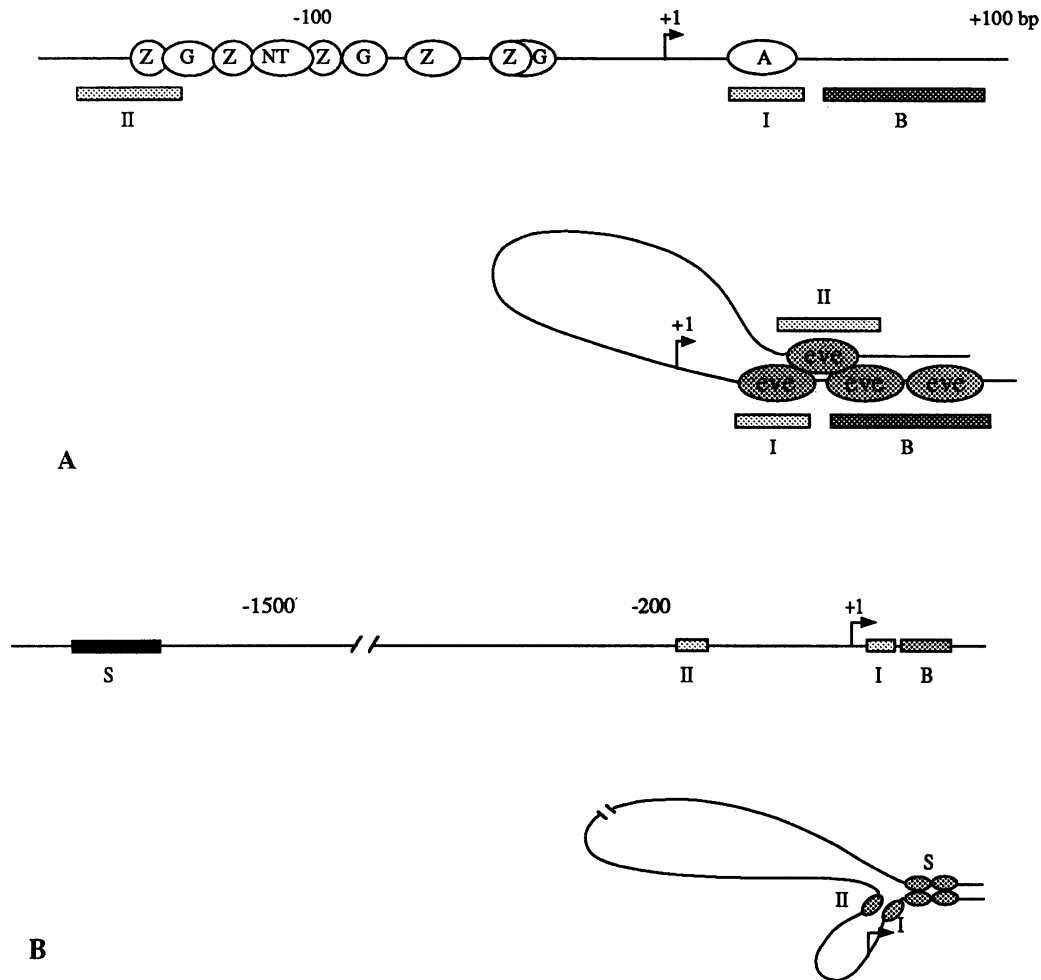 -100 +1 +100 bp
Z G Z NT Z G Z Z G A
II I B
II
+1
eve
eve eve eve
I B
A
-1500 -200 +1
S II I B
S
II I
B